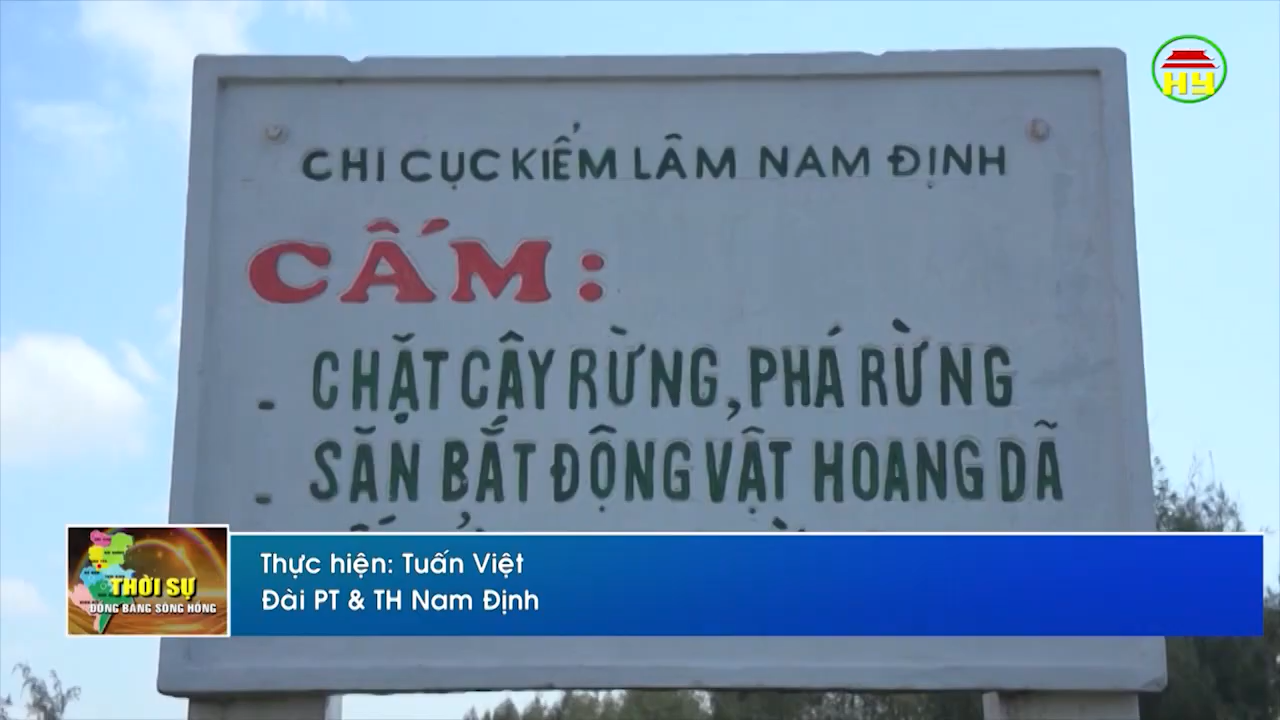 HY
CHI CỤC KIỂM LÂM NAM ĐỊNH
CẤM:
- CHẶT CÂY RỪNG, PHÁ RỪNG
- SĂN BẮT ĐỘNG VẬT HOANG DÃ
Thực hiện: Tuấn Việt
Đài PT & TH Nam Định
THỜI SỰ
ĐỒNG BẰNG SÔNG HỒNG